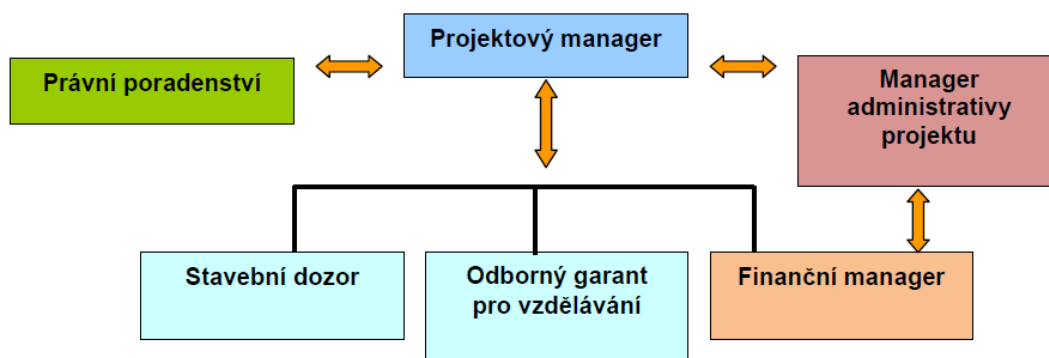 Projektový manager
Právní poradenství
Manager
administrativy
projektu
Stavební dozor
Odborný garant
pro vzdělávání
Finanční manager